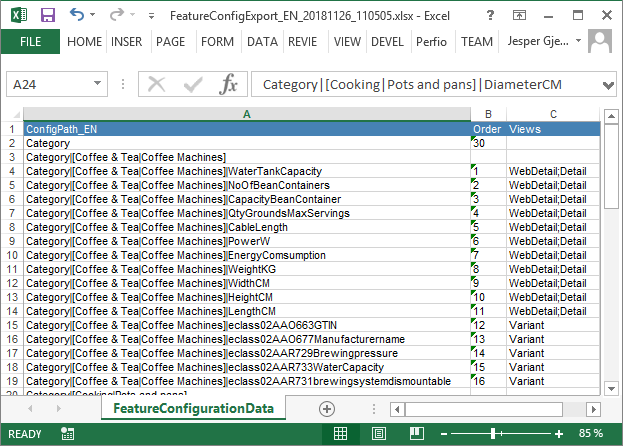 FeatureConfigExport_EN_20181126_110505.xlsx - Excel
FILE HOME INSER PAGE FORM DATA REVIE VIEW DEVEL Perfio TEAM Jesper Gje...
A24 fx Category|[Cooking|Pots and pans]|DiameterCM
A B C
1 ConfigPath_EN Order Views
2 Category 30
3 Category|[Coffee & Tea|Coffee Machines]
4 Category|[Coffee & Tea|Coffee Machines]|WaterTankCapacity 1 WebDetail;Detail
5 Category|[Coffee & Tea|Coffee Machines]|NoOfBeanContainers 2 WebDetail;Detail
6 Category|[Coffee & Tea|Coffee Machines]|CapacityBeanContainer 3 WebDetail;Detail
7 Category|[Coffee & Tea|Coffee Machines]|QtyGroundsMaxServings 4 WebDetail;Detail
8 Category|[Coffee & Tea|Coffee Machines]|CableLength 5 WebDetail;Detail
9 Category|[Coffee & Tea|Coffee Machines]|PowerW 6 WebDetail;Detail
10 Category|[Coffee & Tea|Coffee Machines]|EnergyComsumption 7 WebDetail;Detail
11 Category|[Coffee & Tea|Coffee Machines]|WeightKG 8 WebDetail;Detail
12 Category|[Coffee & Tea|Coffee Machines]|WidthCM 9 WebDetail;Detail
13 Category|[Coffee & Tea|Coffee Machines]|HeightCM 10 WebDetail;Detail
14 Category|[Coffee & Tea|Coffee Machines]|LengthCM 11 WebDetail;Detail
15 Category|[Coffee & Tea|Coffee Machines]|eclass02AAO663GTIN 12 Variant
16 Category|[Coffee & Tea|Coffee Machines]|eclass02AAO677Manufacturername 13 Variant
17 Category|[Coffee & Tea|Coffee Machines]|eclass02AAR729Brewingpressure 14 Variant
18 Category|[Coffee & Tea|Coffee Machines]|eclass02AAR733WaterCapacity 15 Variant
19 Category|[Coffee & Tea|Coffee Machines]|eclass02AAR731brewingsystemdismountable 16 Variant
20 Category|[Cooking|Pots and pans]
FeatureConfigurationData
READY 85 %